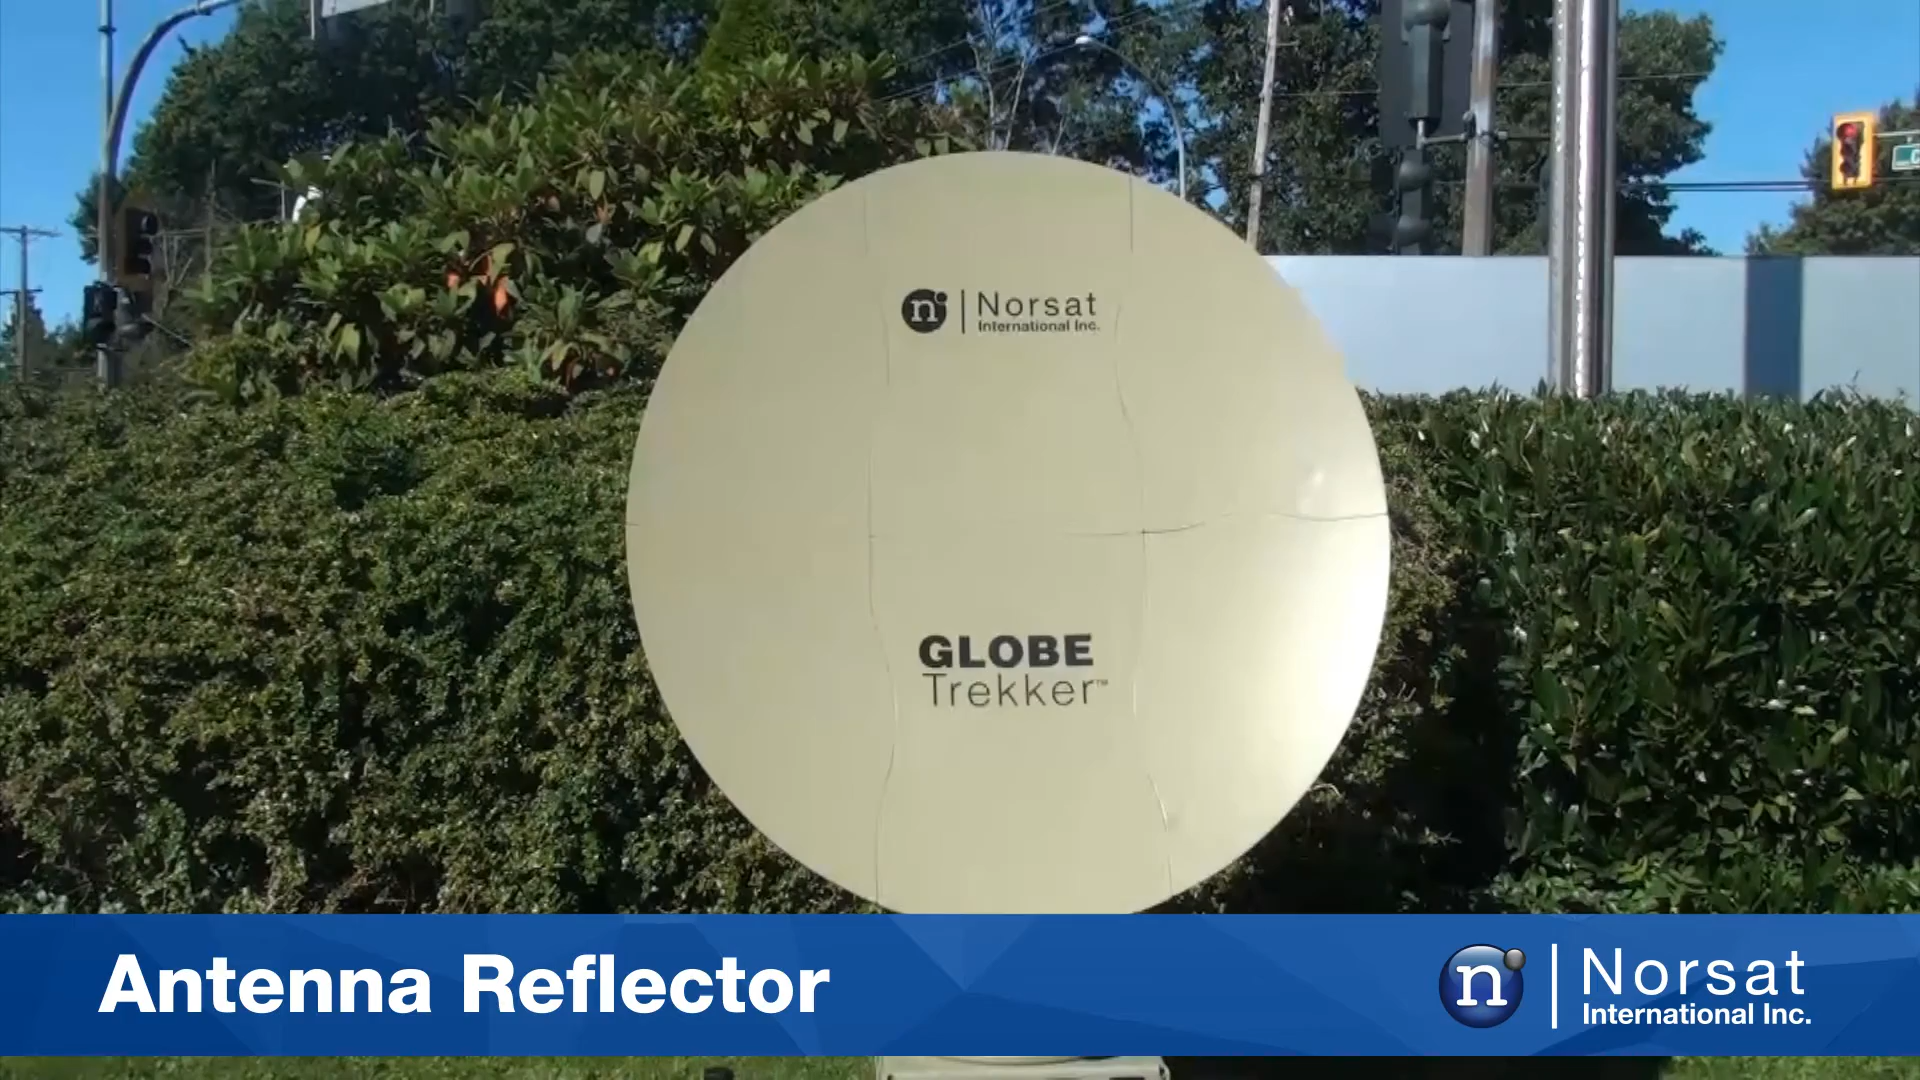 n | Norsat
International Inc.
GLOBE
Trekker™
Antenna Reflector
n | Norsat
International Inc.